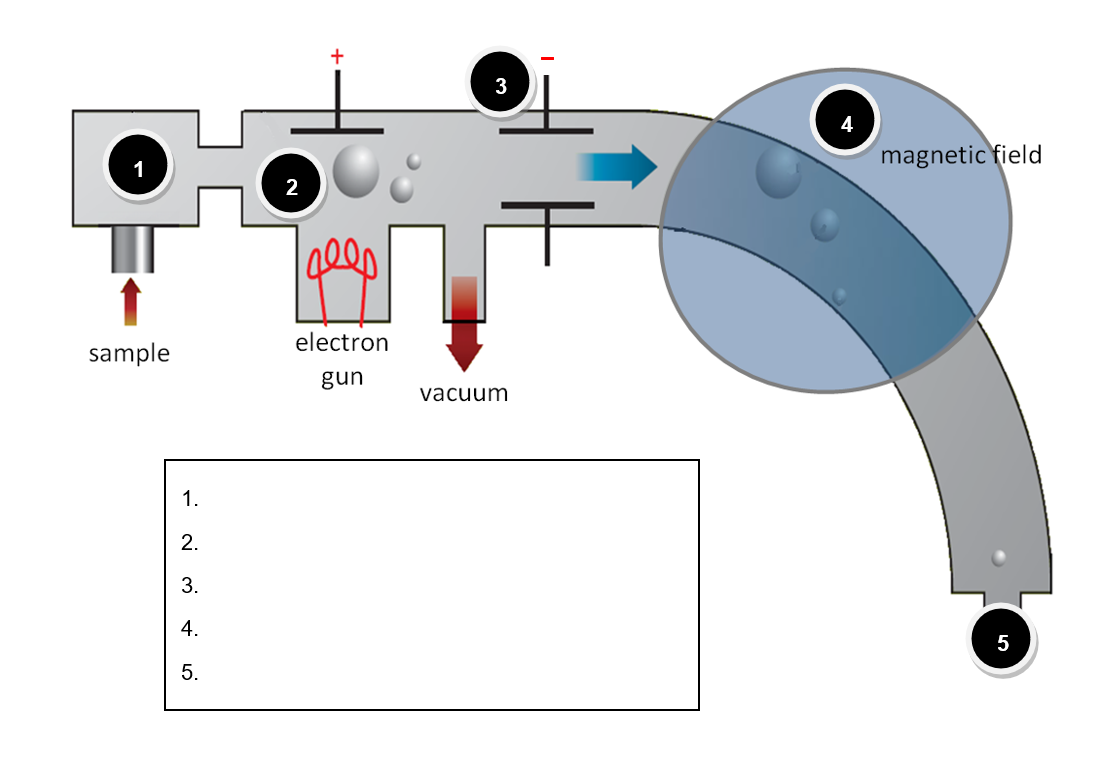 +
−
3
4
magnetic field
1
2
sample
electron
gun
vacuum
1.
2.
3.
4.
5.
5